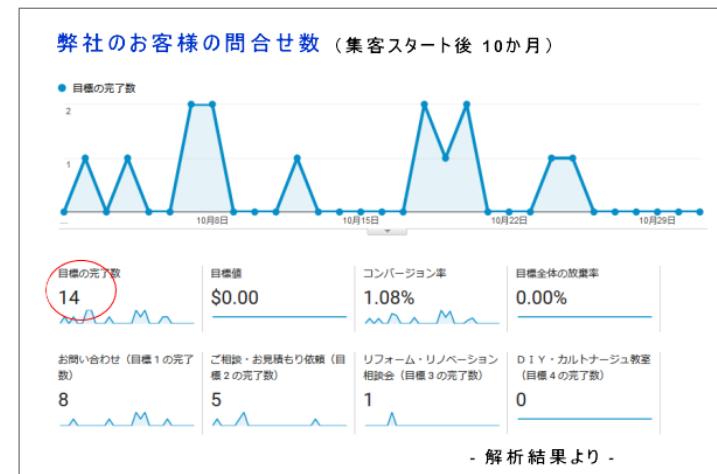 弊社のお客様の問合せ数（集客スタート後 10か月）
目標の完了数
2
1
...
10月8日
10月15日
10月22日
10月29日
目標の完了数
目標値
コンバージョン率
目標全体の放棄率
14
$0.00
1.08%
0.00%
お問い合わせ（目標１の完了
数）
ご相談・お見積もり依頼（目
標２の完了数）
リフォーム・リノベーション
相談会（目標３の完了数）
ＤＩＹ・カルトナージュ教室
（目標４の完了数）
8
5
1
0
- 解析結果より -